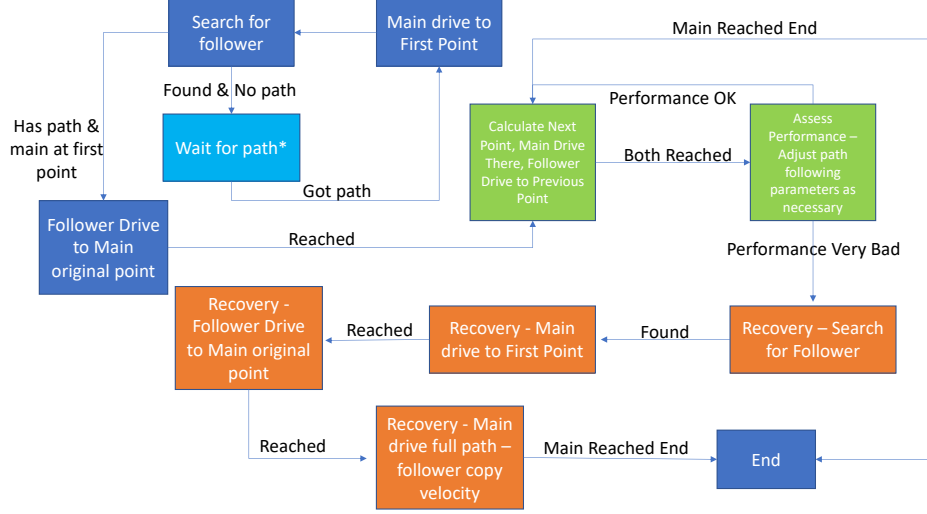 Search for
follower
Main drive to
First Point
Main Reached End
Found & No path
Performance OK
Has path &
main at first
point
Wait for path*
Calculate Next
Point, Main Drive
There, Follower
Drive to Previous
Point
Both Reached
Assess
Performance –
Adjust path
following
parameters as
necessary
Got path
Follower Drive
to Main
original point
Reached
Performance Very Bad
Recovery -
Follower Drive
to Main original
point
Reached
Recovery - Main
drive to First Point
Found
Recovery – Search
for Follower
Reached
Recovery - Main
drive full path –
follower copy
velocity
Main Reached End
End